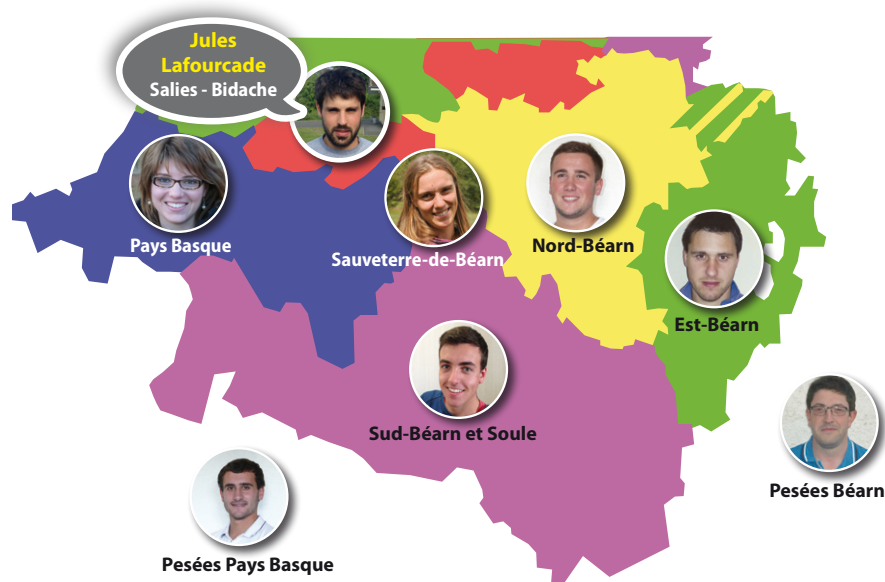 Jules
Lafourcade
Salies - Bidache
Pays Basque
Sauveterre-de-Béarn
Nord-Béarn
Est-Béarn
Sud-Béarn et Soule
Pesées Béarn
Pesées Pays Basque